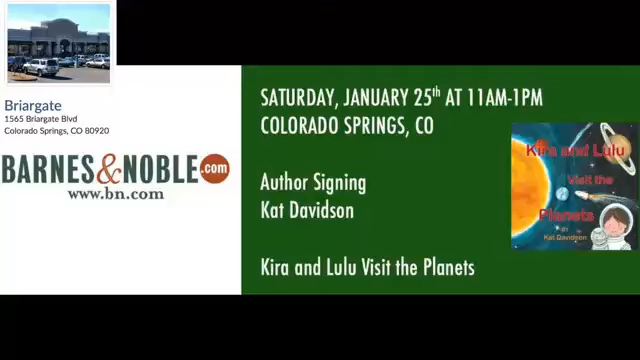 Briargate
1565 Briargate Blvd
Colorado Springs, CO 80920
BARNES&NOBLE.com
www.bn.com
SATURDAY, JANUARY 25th AT 11AM-1PM
COLORADO SPRINGS, CO
Author Signing
Kat Davidson
Kira and Lulu Visit the Planets
Kira and Lulu
Visit the
Planets
BY
Kat Davidson